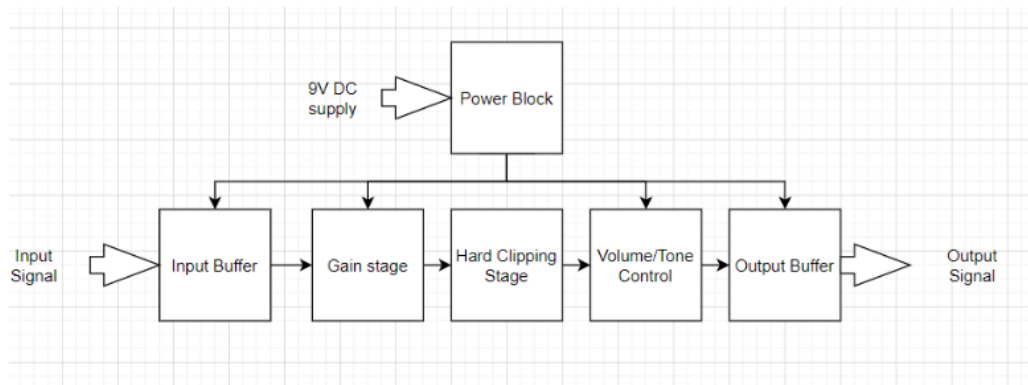 9V DC
supply
Power Block
Input
Signal
Input Buffer
Gain stage
Hard Clipping
Stage
Volume/Tone
Control
Output Buffer
Output
Signal